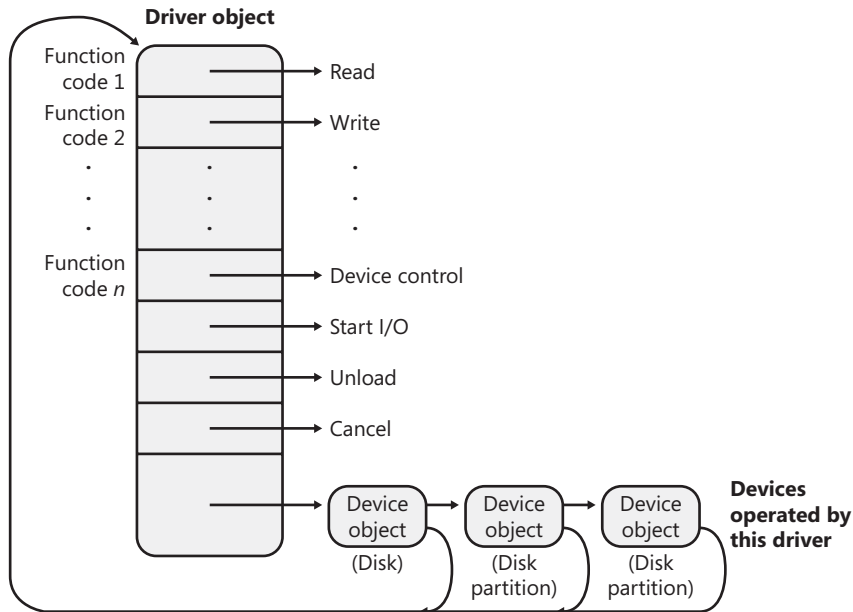 Driver object
Function
code 1
Read
Function
code 2
Write
Function
code n
Device control
Start I/O
Unload
Cancel
Device
object
(Disk)
Device
object
(Disk
partition)
Device
object
(Disk
partition)
Devices
operated by
this driver